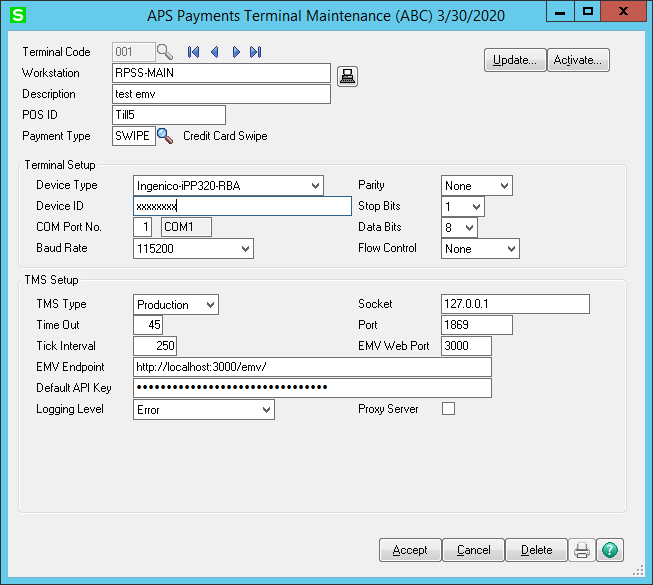 S APS Payments Terminal Maintenance (ABC) 3/30/2020 X
Terminal Code 001 Update... Activate...
Workstation RPSS-MAIN
Description test emv
POS ID Till5
Payment Type SWIPE Credit Card Swipe
Terminal Setup
Device Type Ingenico-iPP320-RBA Parity None
Device ID xxxxxxxx Stop Bits 1
COM Port No. 1 COM1 Data Bits 8
Baud Rate 115200 Flow Control None
TMS Setup
TMS Type Production Socket 127.0.0.1
Time Out 45 Port 1869
Tick Interval 250 EMV Web Port 3000
EMV Endpoint http://localhost:3000/emv/
Default API Key ••••••••••••••••••••••••••••••••
Logging Level Error Proxy Server
Accept Cancel Delete ?